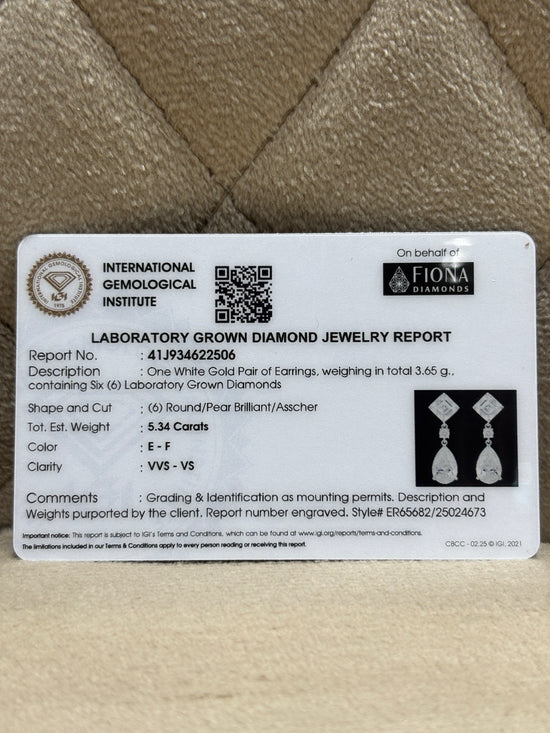 On behalf of
INTERNATIONAL
GEMOLOGICAL
INSTITUTE
INTERNATIONAL GEMOLOGICAL INSTITUTE
IGI
1975
FIONA
DIAMONDS
LABORATORY GROWN DIAMOND JEWELRY REPORT
Report No. : 41J934622506
Description : One White Gold Pair of Earrings, weighing in total 3.65 g.,
containing Six (6) Laboratory Grown Diamonds
Shape and Cut : (6) Round/Pear Brilliant/Asscher
Tot. Est. Weight : 5.34 Carats
Color : E - F
Clarity : VVS - VS
Comments : Grading & Identification as mounting permits. Description and
Weights purported by the client. Report number engraved. Style# ER65682/25024673
Important notice: This report is subject to IGI's Terms and Conditions, which can be found at www.igi.org/reports/terms-and-conditions.
The limitations included in our Terms & Conditions apply to every person reading or receiving this report.
CBCC - 02.25 © IGI, 2021